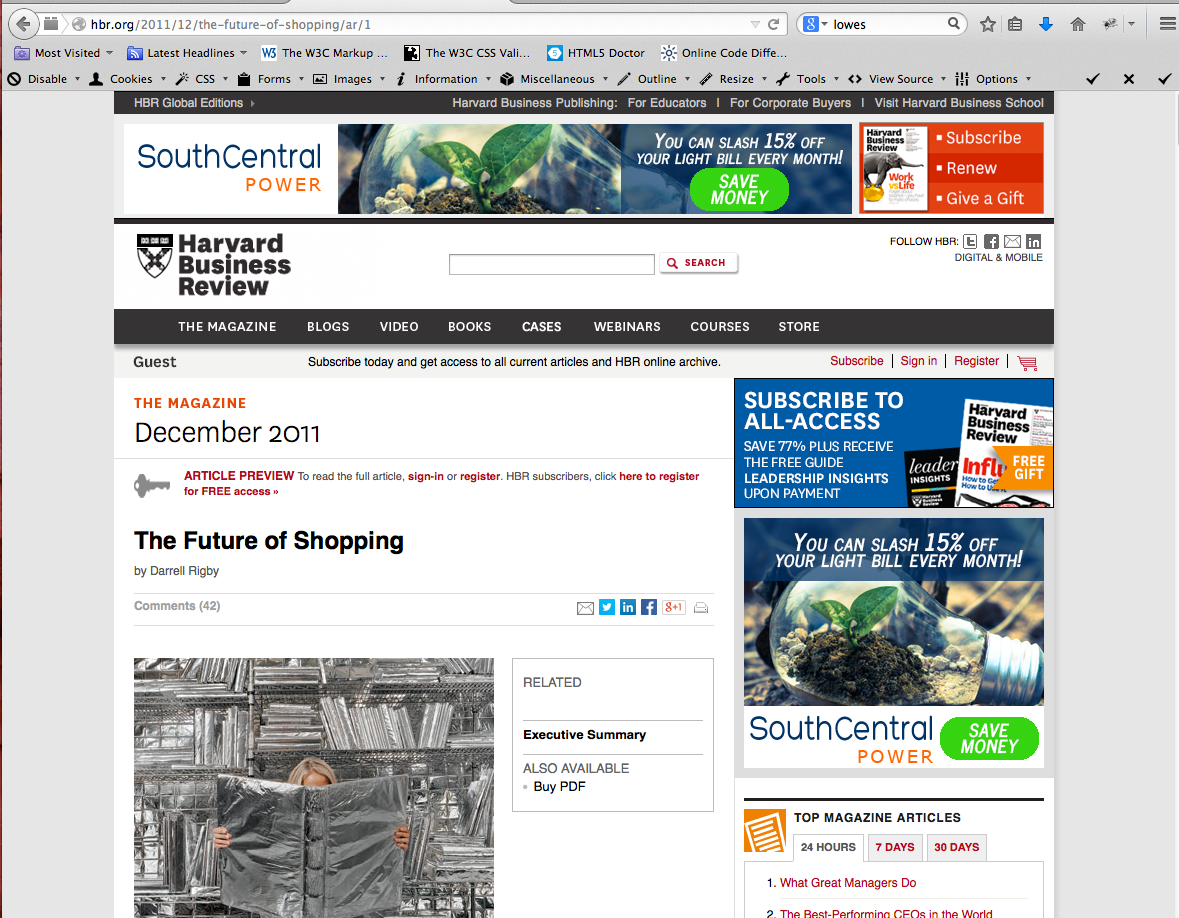 hbr.org/2011/12/the-future-of-shopping/ar/1
lowes
Most Visited
Latest Headlines
The W3C Markup ...
The W3C CSS Vali...
HTML5 Doctor
Online Code Diffe...
Disable
Cookies
CSS
Forms
Images
Information
Miscellaneous
Outline
Resize
Tools
View Source
Options
HBR Global Editions
Harvard Business Publishing: For Educators I For Corporate Buyers I Visit Harvard Business School
SouthCentral
POWER
YOU CAN SLASH 15% OFF
YOUR LIGHT BILL EVERY MONTH!
SAVE
MONEY
Harvard
Business
Review
Work
vsLife
Subscribe
Renew
Give a Gift
Harvard
Business
Review
SEARCH
FOLLOW HBR:
DIGITAL & MOBILE
THE MAGAZINE
BLOGS
VIDEO
BOOKS
CASES
WEBINARS
COURSES
STORE
Guest
Subscribe today and get access to all current articles and HBR online archive.
Subscribe | Sign in | Register |
THE MAGAZINE
December 2011
ARTICLE PREVIEW To read the full article, sign-in or register. HBR subscribers, click here to register
for FREE access »
SUBSCRIBE TO
ALL-ACCESS
SAVE 77% PLUS RECEIVE
THE FREE GUIDE
LEADERSHIP INSIGHTS
UPON PAYMENT
leader
INSIGHTS
Harvard
Business
Review
Infl
FREE
GIFT
The Future of Shopping
by Darrell Rigby
Comments (42)
8+1
RELATED
Executive Summary
ALSO AVAILABLE
Buy PDF
YOU CAN SLASH 15% OFF
YOUR LIGHT BILL EVERY MONTH!
SouthCentral
POWER
SAVE
MONEY
TOP MAGAZINE ARTICLES
24 HOURS
7 DAYS
30 DAYS
1. What Great Managers Do
2. The Best-Performing CEOs in the World